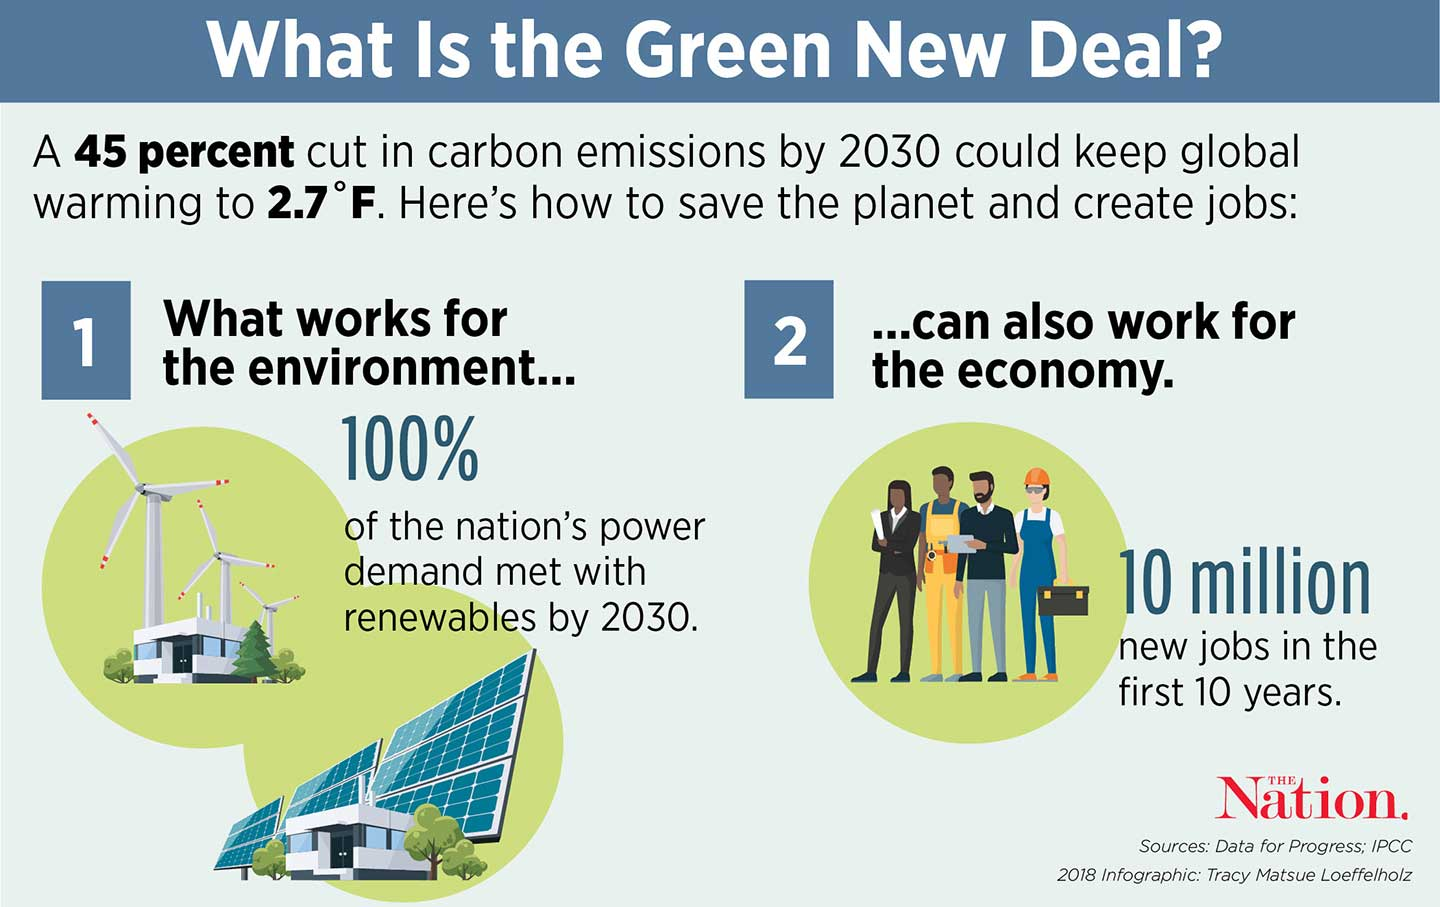 What Is the Green New Deal?
A 45 percent cut in carbon emissions by 2030 could keep global
warming to 2.7°F. Here's how to save the planet and create jobs:
1
What works for
the environment...
100%
of the nation's power
demand met with
renewables by 2030.
2
...can also work for
the economy.
10 million
new jobs in the
first 10 years.
THE
Nation.
Sources: Data for Progress; IPCC
2018 Infographic: Tracy Matsue Loeffelholz